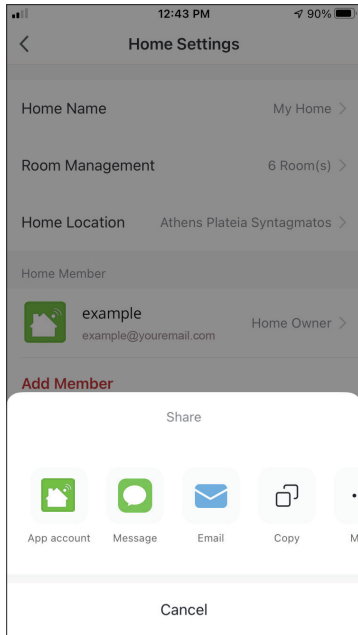 12:43 PM 90%
Home Settings
Home Name My Home
Room Management 6 Room(s)
Home Location Athens Plateia Syntagmatos
Home Member
example
example@youremail.com Home Owner
Add Member
Share
App account Message Email Copy M
Cancel